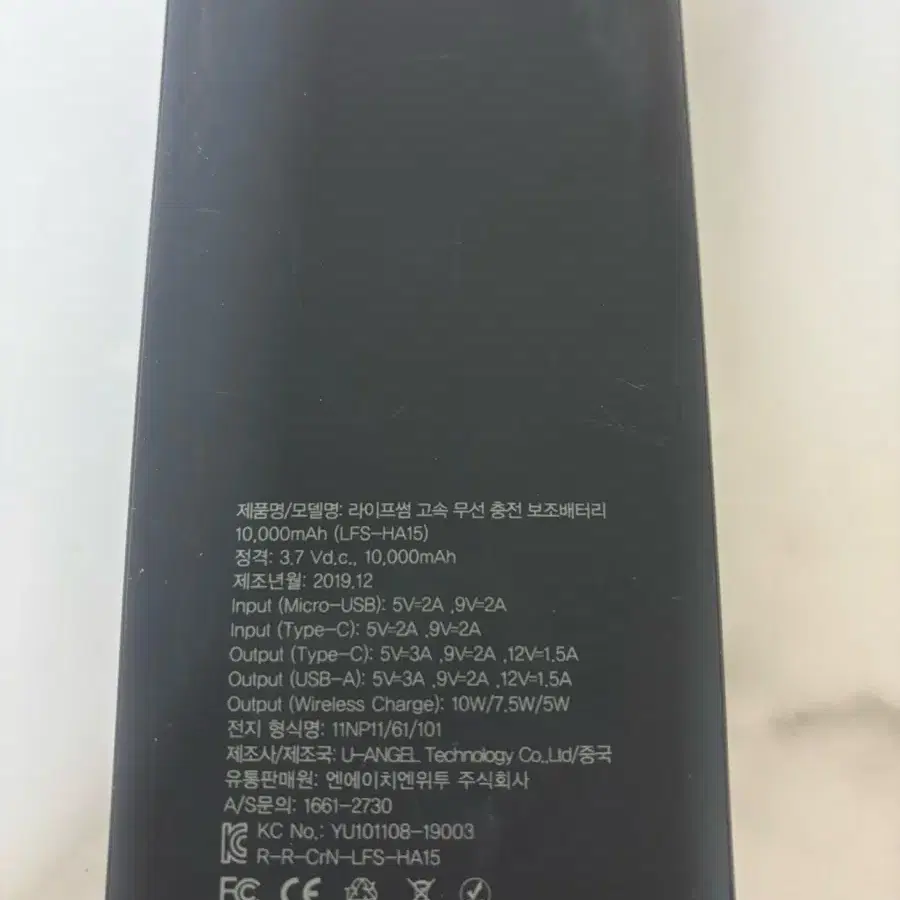 제품명/모델명: 라이프썸 고속 무선 충전 보조배터리
10,000mAh (LFS-HA15)
정격: 3.7 Vd.c., 10,000mAh
제조년월: 2019.12
Input (Micro-USB): 5V=2A ,9V=2A
Input (Type-C): 5V=2A ,9V=2A
Output (Type-C): 5V=3A ,9V=2A ,12V=1.5A
Output (USB-A): 5V=3A ,9V=2A ,12V=1.5A
Output (Wireless Charge): 10W/7.5W/5W
전지 형식명: 11NP11/61/101
제조사/제조국: U-ANGEL Technology Co.,Ltd/중국
유통판매원: 엔에이치엔위투 주식회사
A/S문의: 1661-2730
KC No.: YU101108-19003
R-R-CrN-LFS-HA15
FC CE